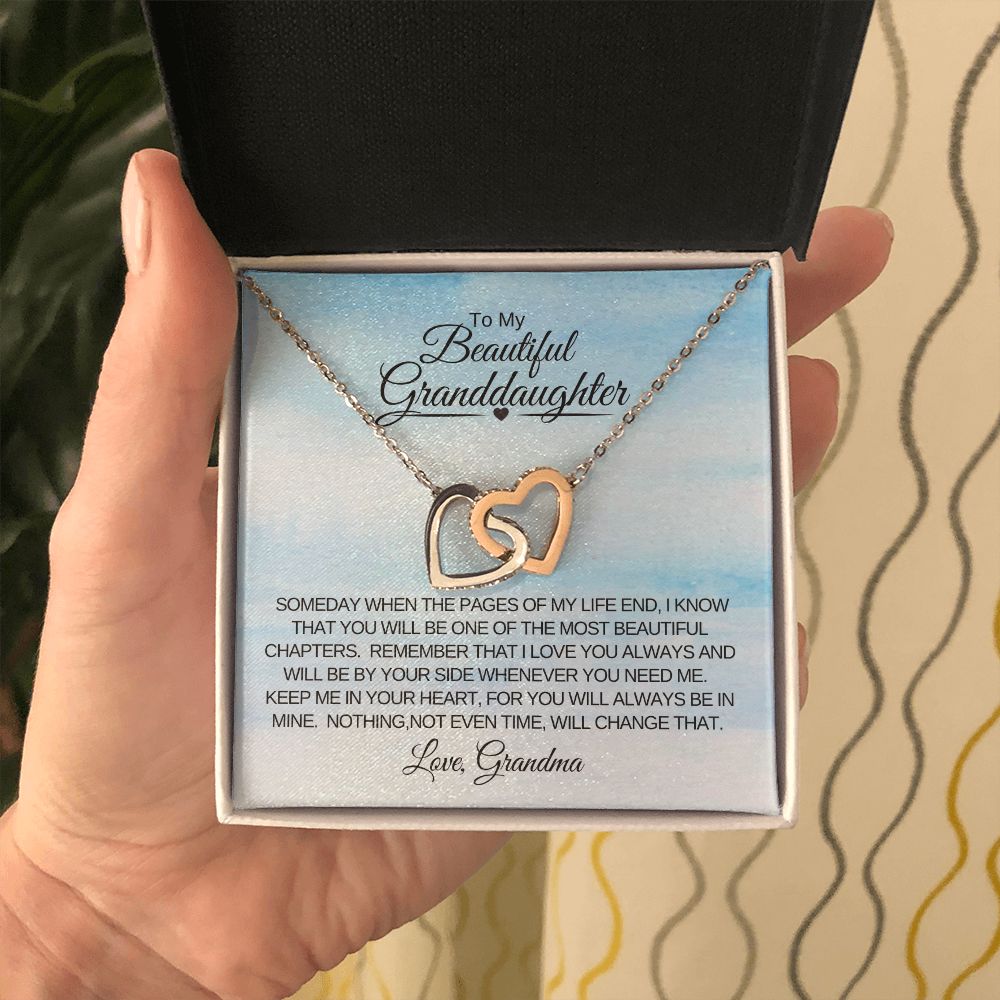 To My
Beautiful
Granddaughter
SOMEDAY WHEN THE PAGES OF MY LIFE END, I KNOW
THAT YOU WILL BE ONE OF THE MOST BEAUTIFUL
CHAPTERS.  REMEMBER THAT I LOVE YOU ALWAYS AND
WILL BE BY YOUR SIDE WHENEVER YOU NEED ME.
KEEP ME IN YOUR HEART, FOR YOU WILL ALWAYS BE IN
MINE.  NOTHING,NOT EVEN TIME, WILL CHANGE THAT.
Love, Grandma